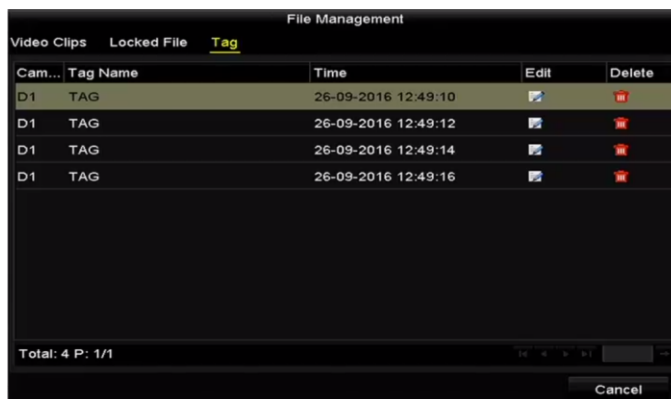 File Management
Video Clips Locked File Tag
Cam... Tag Name Time Edit Delete
D1 TAG 26-09-2016 12:49:10
D1 TAG 26-09-2016 12:49:12
D1 TAG 26-09-2016 12:49:14
D1 TAG 26-09-2016 12:49:16
Total: 4 P: 1/1
Cancel